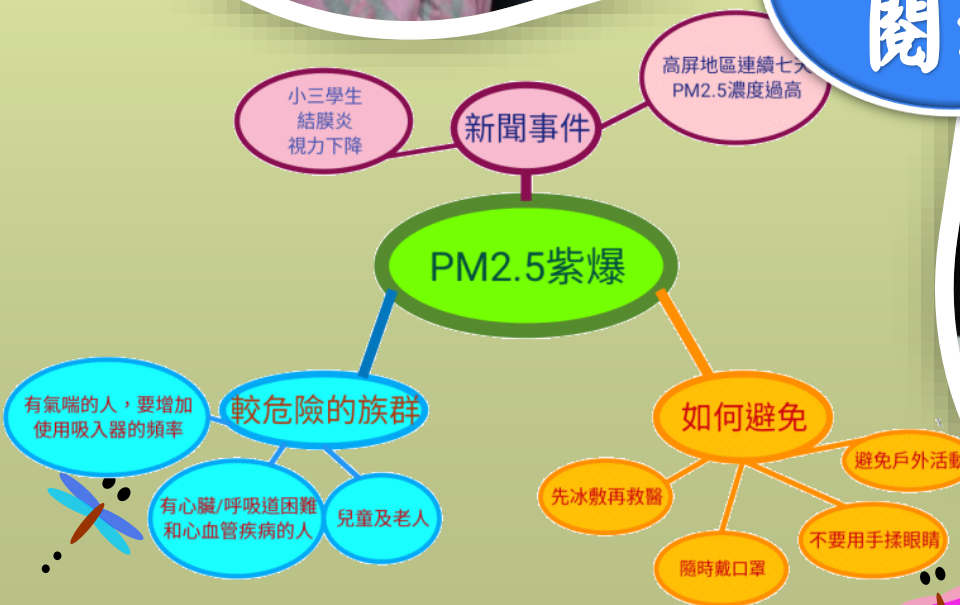 閱
高屏地區連續七天
PM2.5濃度過高
小三學生
結膜炎
視力下降
新聞事件
PM2.5紫爆
較危險的族群
有氣喘的人，要增加
使用吸入器的頻率
有心臟/呼吸道困難
和心血管疾病的人
兒童及老人
如何避免
避免戶外活動
先冰敷再救醫
不要用手揉眼睛
隨時戴口罩